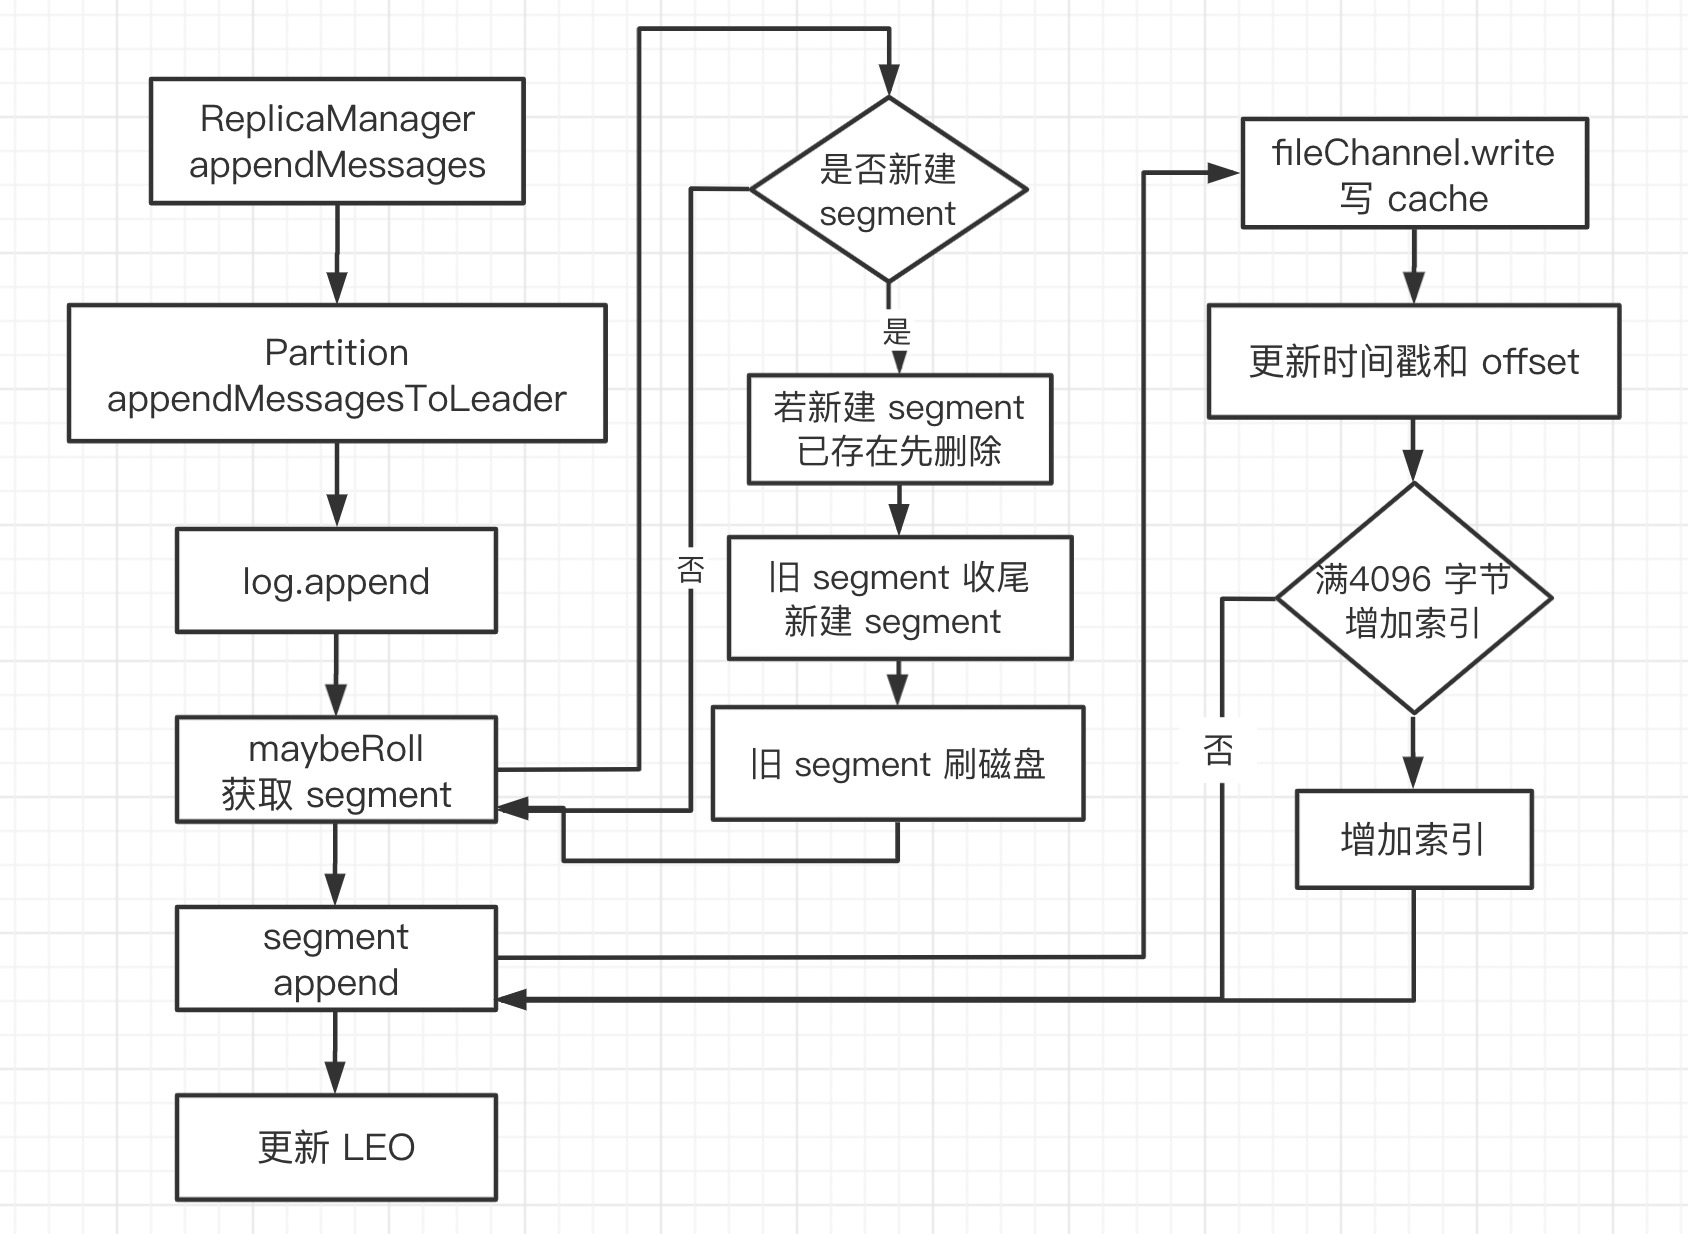 ReplicaManager
appendMessages
Partition
appendMessagesToLeader
log.append
maybeRoll
获取 segment
segment
append
更新 LEO
是否新建
segment
是
否
若新建 segment
已存在先删除
旧 segment 收尾
新建 segment
旧 segment 刷磁盘
fileChannel.write
写 cache
更新时间戳和 offset
满4096 字节
增加索引
否
增加索引